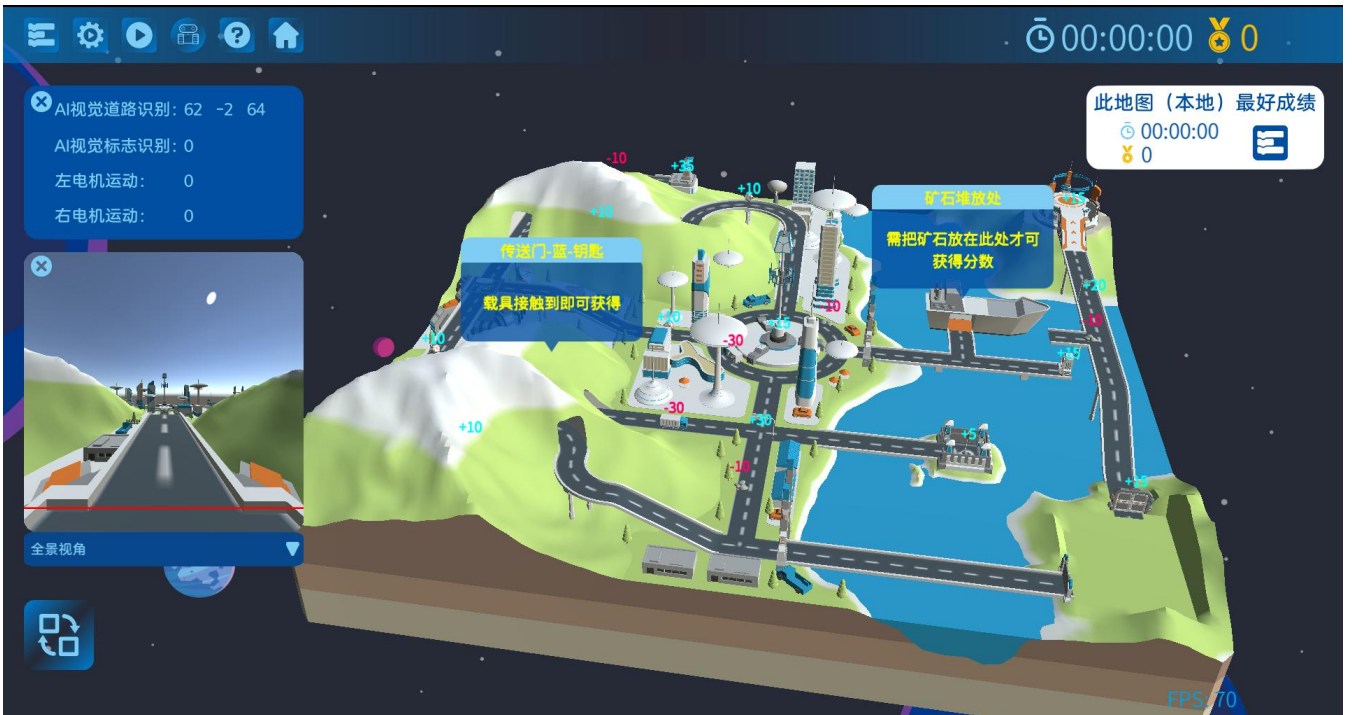 00:00:00 0
AI视觉道路识别: 62 -2 64
AI视觉标志识别: 0
左电机运动: 0
右电机运动: 0
此地图（本地）最好成绩
00:00:00
0
-10
+35
+10
+15
+10
矿石堆放处
需把矿石放在此处才可
获得分数
传送门-蓝-钥匙
载具接触到即可获得
+20
-10
-10
+10
+15
+10
-30
+15
-30
+30
+10
+5
-10
+15
全景视角
FPS: 70